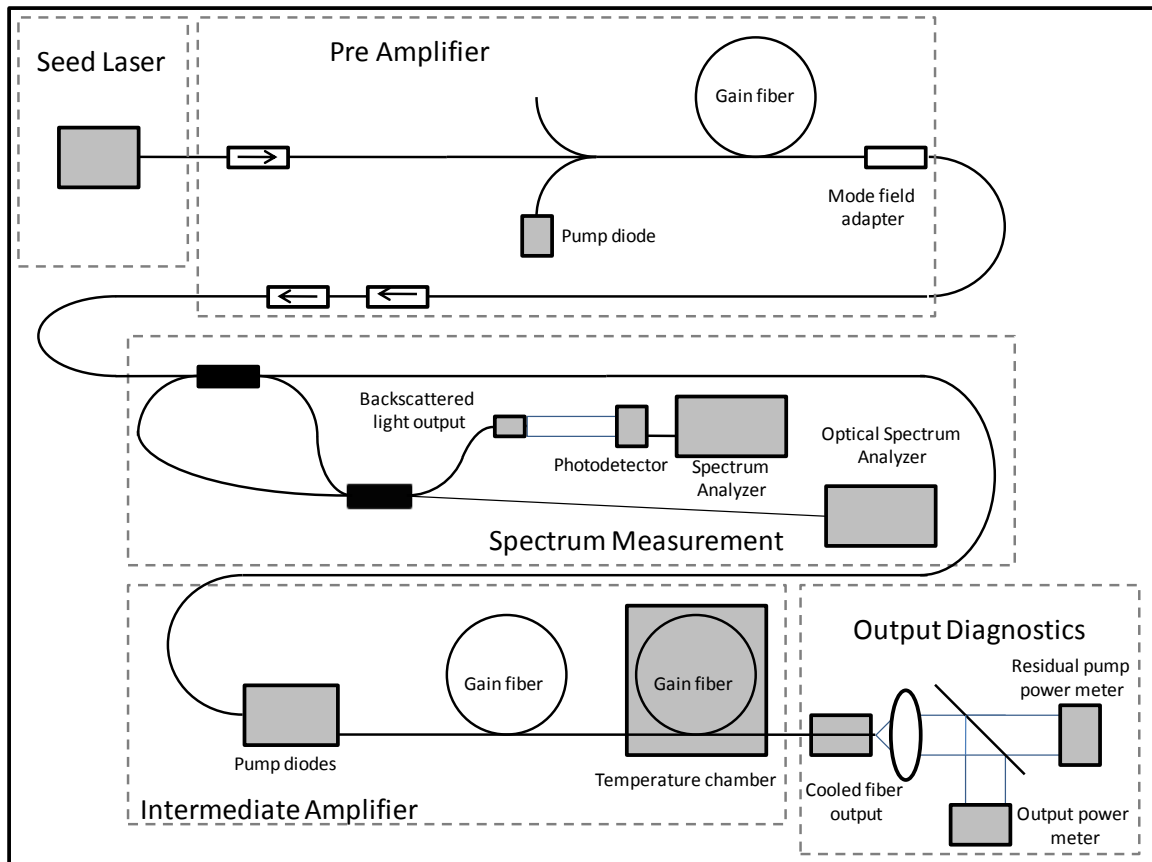 Seed Laser
Pre Amplifier
Gain fiber
Mode field
adapter
Pump diode
Backscattered
light output
Photodetector
Spectrum
Analyzer
Optical Spectrum
Analyzer
Spectrum Measurement
Gain fiber
Gain fiber
Pump diodes
Temperature chamber
Intermediate Amplifier
Output Diagnostics
Residual pump
power meter
Cooled fiber
output
Output power
meter